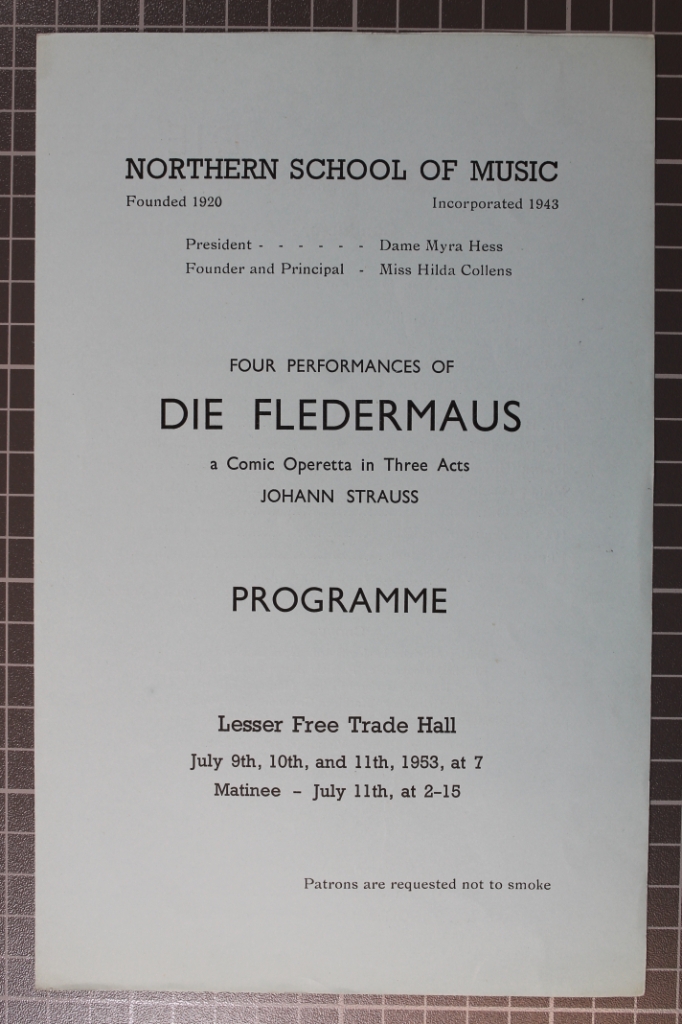 NORTHERN SCHOOL OF MUSIC
Founded 1920 Incorporated 1943
President - - - - - - Dame Myra Hess
Founder and Principal - Miss Hilda Collens
FOUR PERFORMANCES OF
DIE FLEDERMAUS
a Comic Operetta in Three Acts
JOHANN STRAUSS
PROGRAMME
Lesser Free Trade Hall
July 9th, 10th, and 11th, 1953, at 7
Matinee – July 11th, at 2–15
Patrons are requested not to smoke